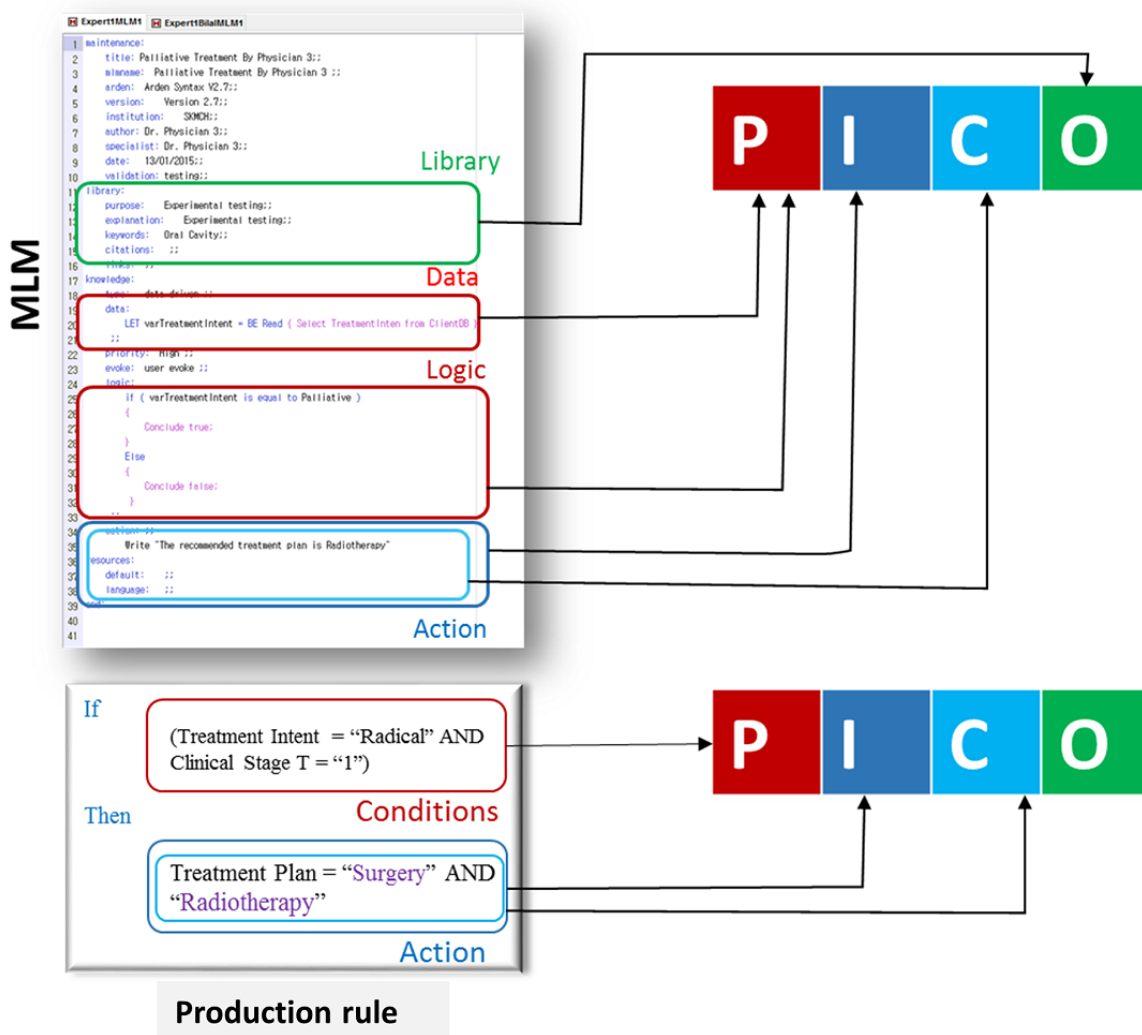 Expert1MLM1 Expert1BilalMLM1
1 maintenance:
2 title: Palliative Treatment By Physician 3;;
3 mlmname: Palliative Treatment By Physician 3 ;;
4 arden: Arden Syntax V2.7;;
5 version: Version 2.7;;
6 institution: SKMCH;;
7 author: Dr. Physician 3;;
8 specialist: Dr. Physician 3;;
9 date: 13/01/2015;;
10 validation: testing;;
Library
11 library:
12 purpose: Experimental testing;;
13 explanation: Experimental testing;;
14 keywords: Oral Cavity;;
15 citations: ;;
16 links: ;;
Data
17 knowledge:
18 type: data driven ;;
19 data:
20 LET varTreatmentIntent = BE Read { Select TreatmentInten from ClientDB }
21 ;;
22 priority: High ;;
23 evoke: user evoke ;;
Logic
24 logic:
25 if ( varTreatmentIntent is equal to Palliative )
26 {
27 Conclude true;
28 }
29 Else
30 {
31 Conclude false;
32 }
33 ;;
34 action: ;;
35 Write "The recommended treatment plan is Radiotherapy"
36 resources:
37 default: ;;
38 language: ;;
39 end:
40
41
Action
MLM
P I C O
If
(Treatment Intent = “Radical” AND
Clinical Stage T = “1”)
Conditions
Then
Treatment Plan = “Surgery” AND
“Radiotherapy”
Action
P I C O
Production rule